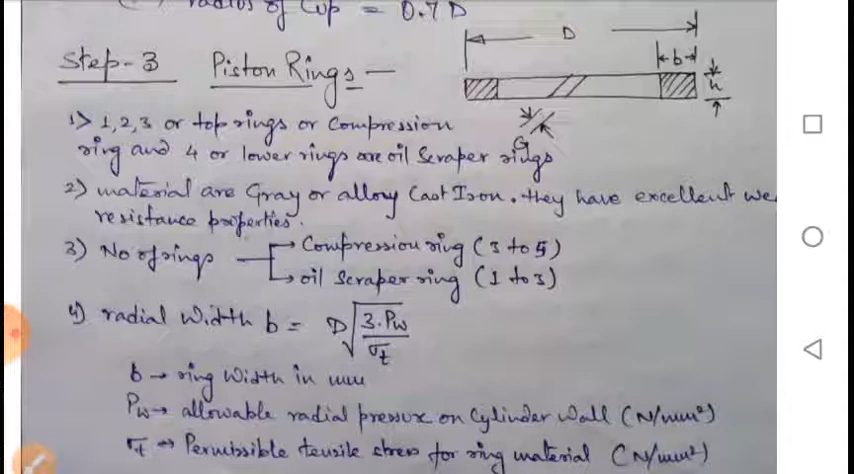 radius of Cup = 0.7 D
Step-3 Piston Rings —
D
b
h
G
1) 1,2,3 or top rings or Compression
ring and 4 or lower rings are oil Scraper rings
2) material are Gray or alloy Cast Iron. they have excellent we
resistance properties.
3) No of rings → Compression ring (3 to 5)
→ oil Scraper ring (1 to 3)
4) radial Width b = D√(3.Pw/σt)
b → ring Width in mm
Pw → allowable radial pressure on Cylinder Wall (N/mm²)
σt → Permissible tensile stress for ring material (N/mm²)